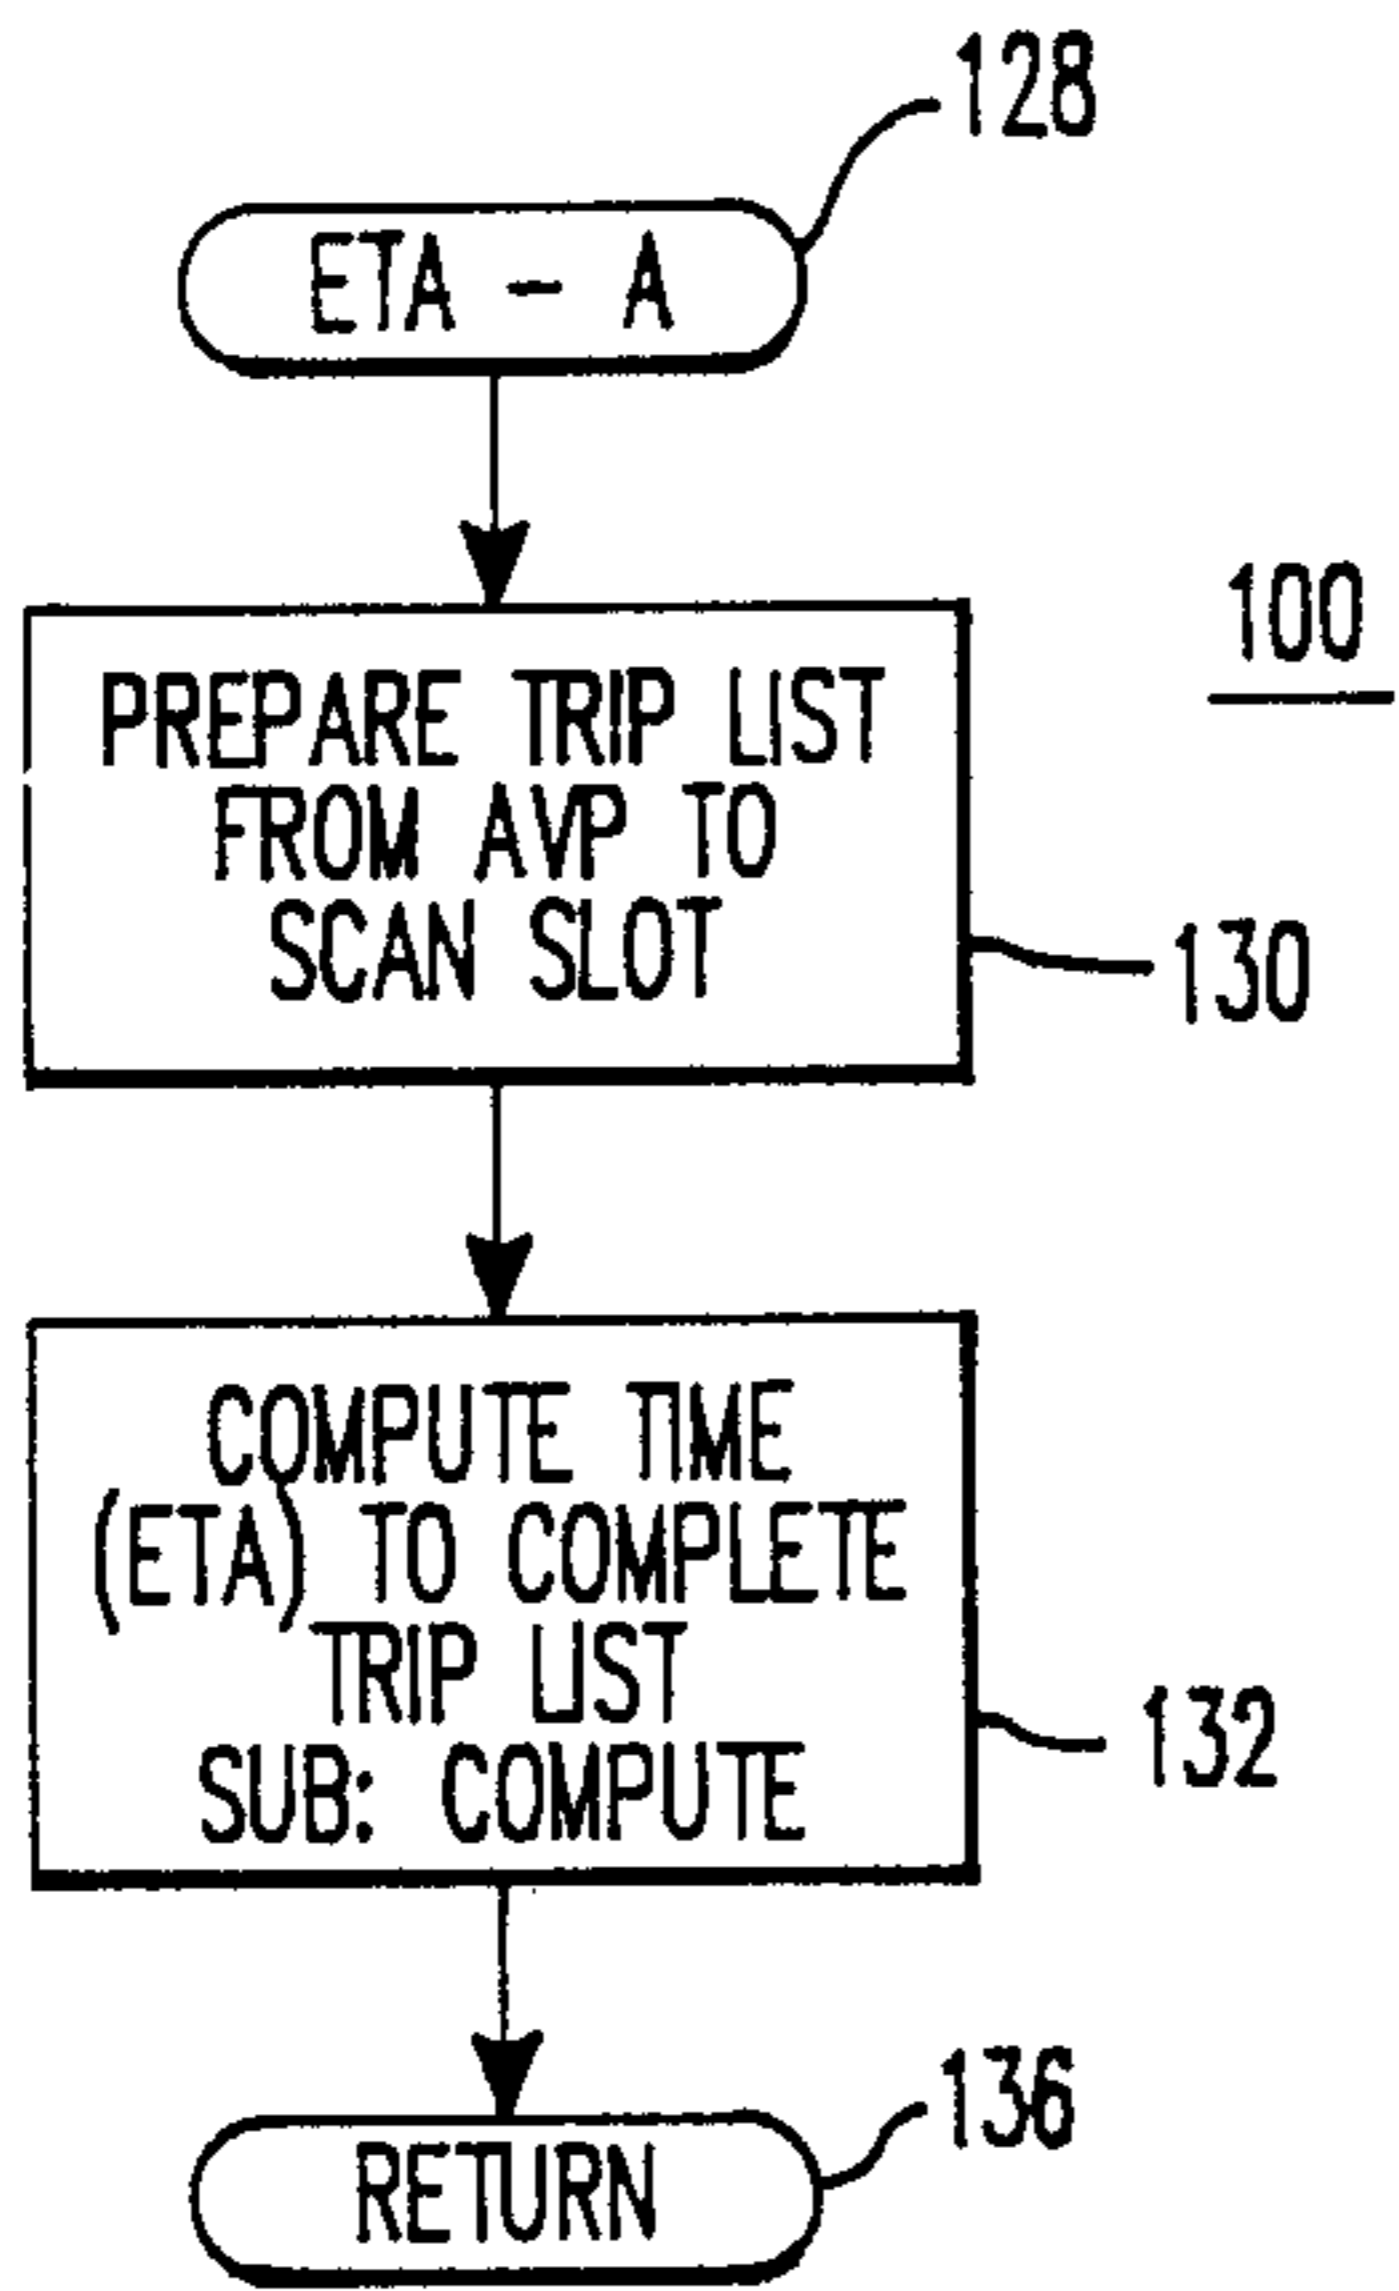 128
ETA - A
100
PREPARE TRIP LIST
FROM AVP TO
SCAN SLOT
130
COMPUTE TIME
(ETA) TO COMPLETE
TRIP LIST
SUB: COMPUTE
132
136
RETURN